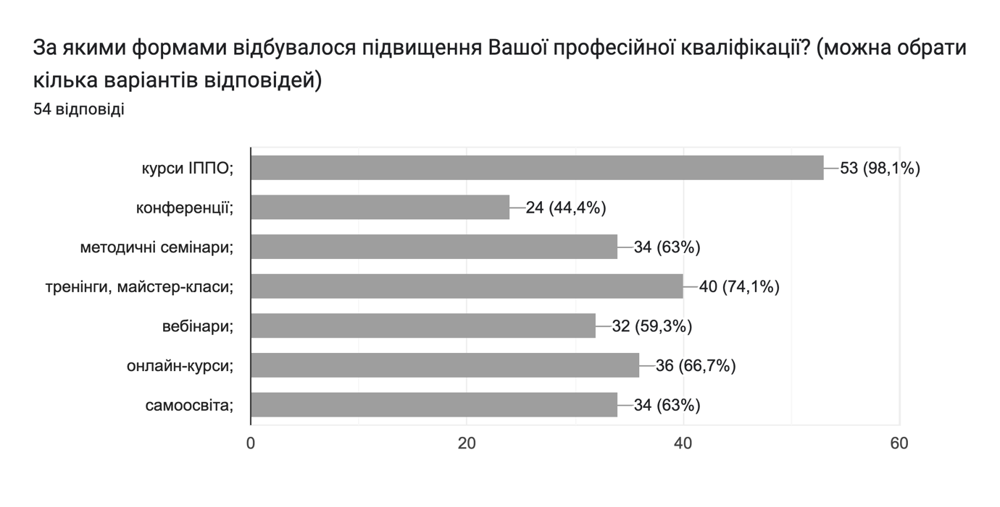 За якими формами відбувалося підвищення Вашої професійної кваліфікації? (можна обрати
кілька варіантів відповідей)
54 відповіді
курси ІППО; 53 (98,1%)
конференції; 24 (44,4%)
методичні семінари; 34 (63%)
тренінги, майстер-класи; 40 (74,1%)
вебінари; 32 (59,3%)
онлайн-курси; 36 (66,7%)
самоосвіта; 34 (63%)
0 20 40 60